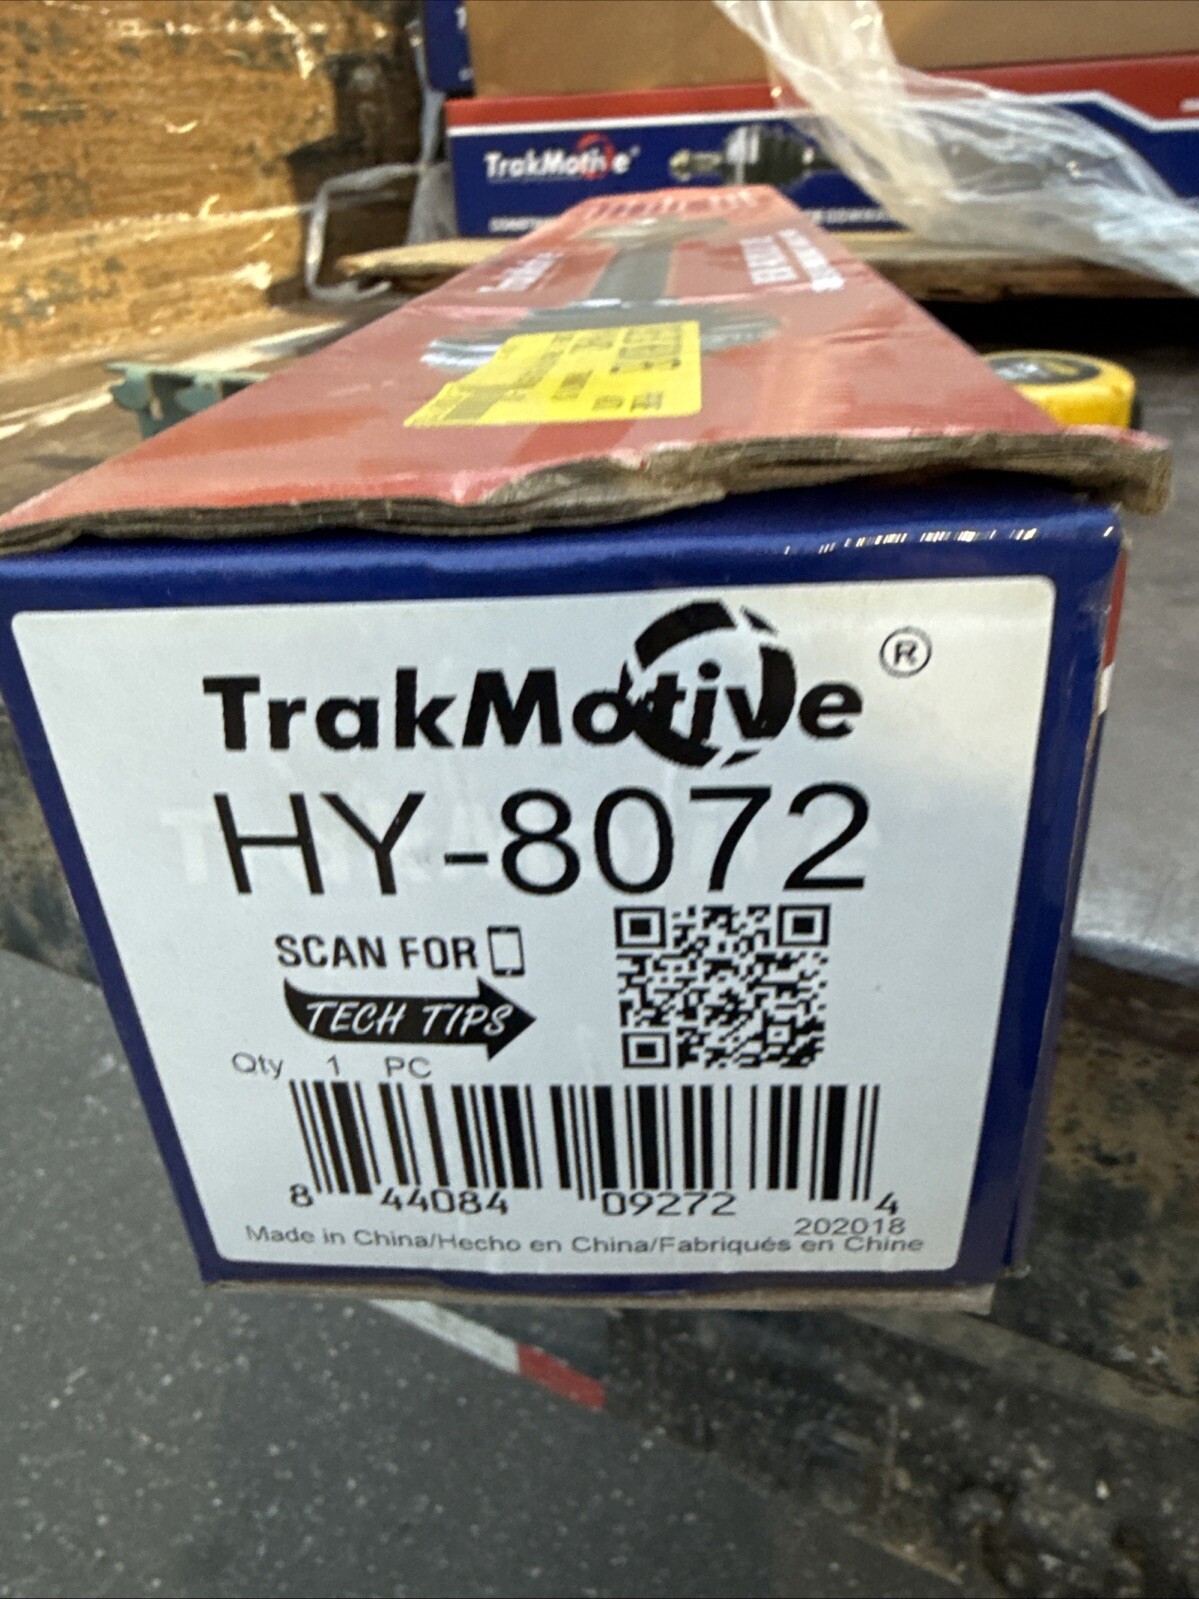 TrakMotive
TrakMotive ®
HY-8072
SCAN FOR
TECH TIPS
Qty 1 PC
8 44084 09272 4
202018
Made in China/Hecho en China/Fabriqués en Chine